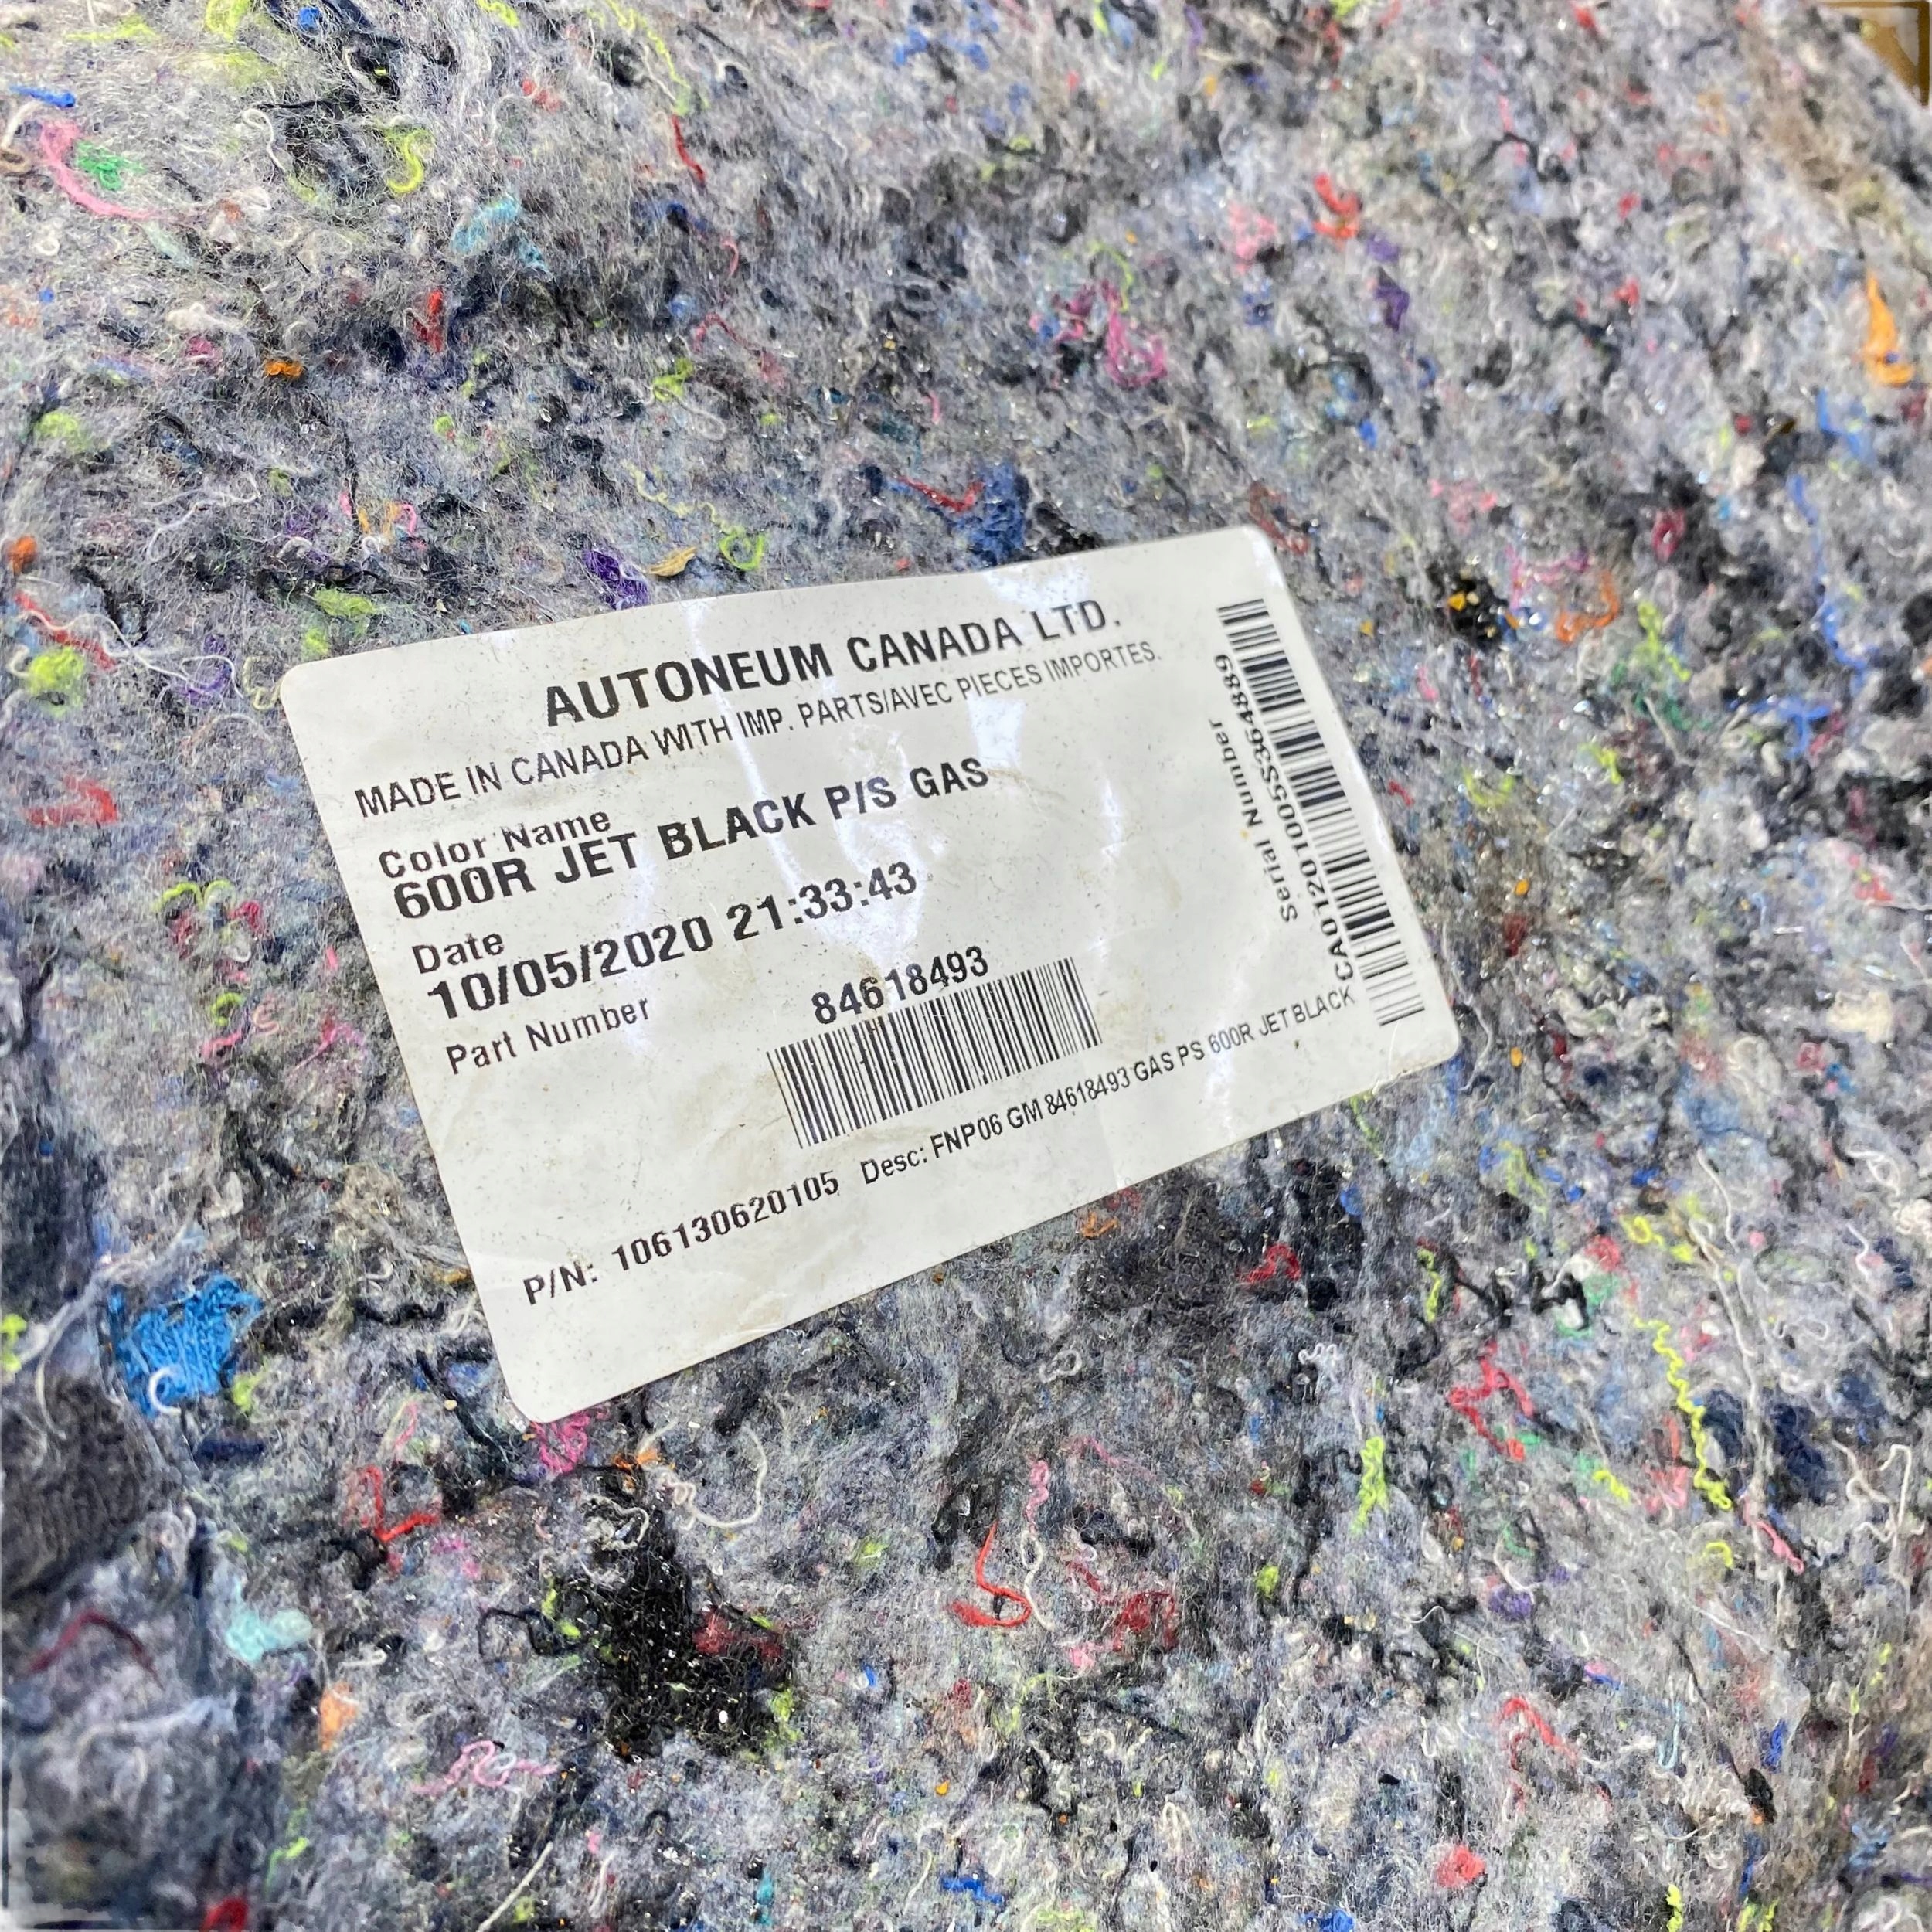 AUTONEUM CANADA LTD.
MADE IN CANADA WITH IMP. PARTS/AVEC PIECES IMPORTES.
Color Name
600R JET BLACK P/S GAS
Date
10/05/2020 21:33:43
Part Number
84618493
P/N: 106130620105 Desc: FNP06 GM 84618493 GAS PS 600R JET BLACK
Serial Number
CA01201005S364889